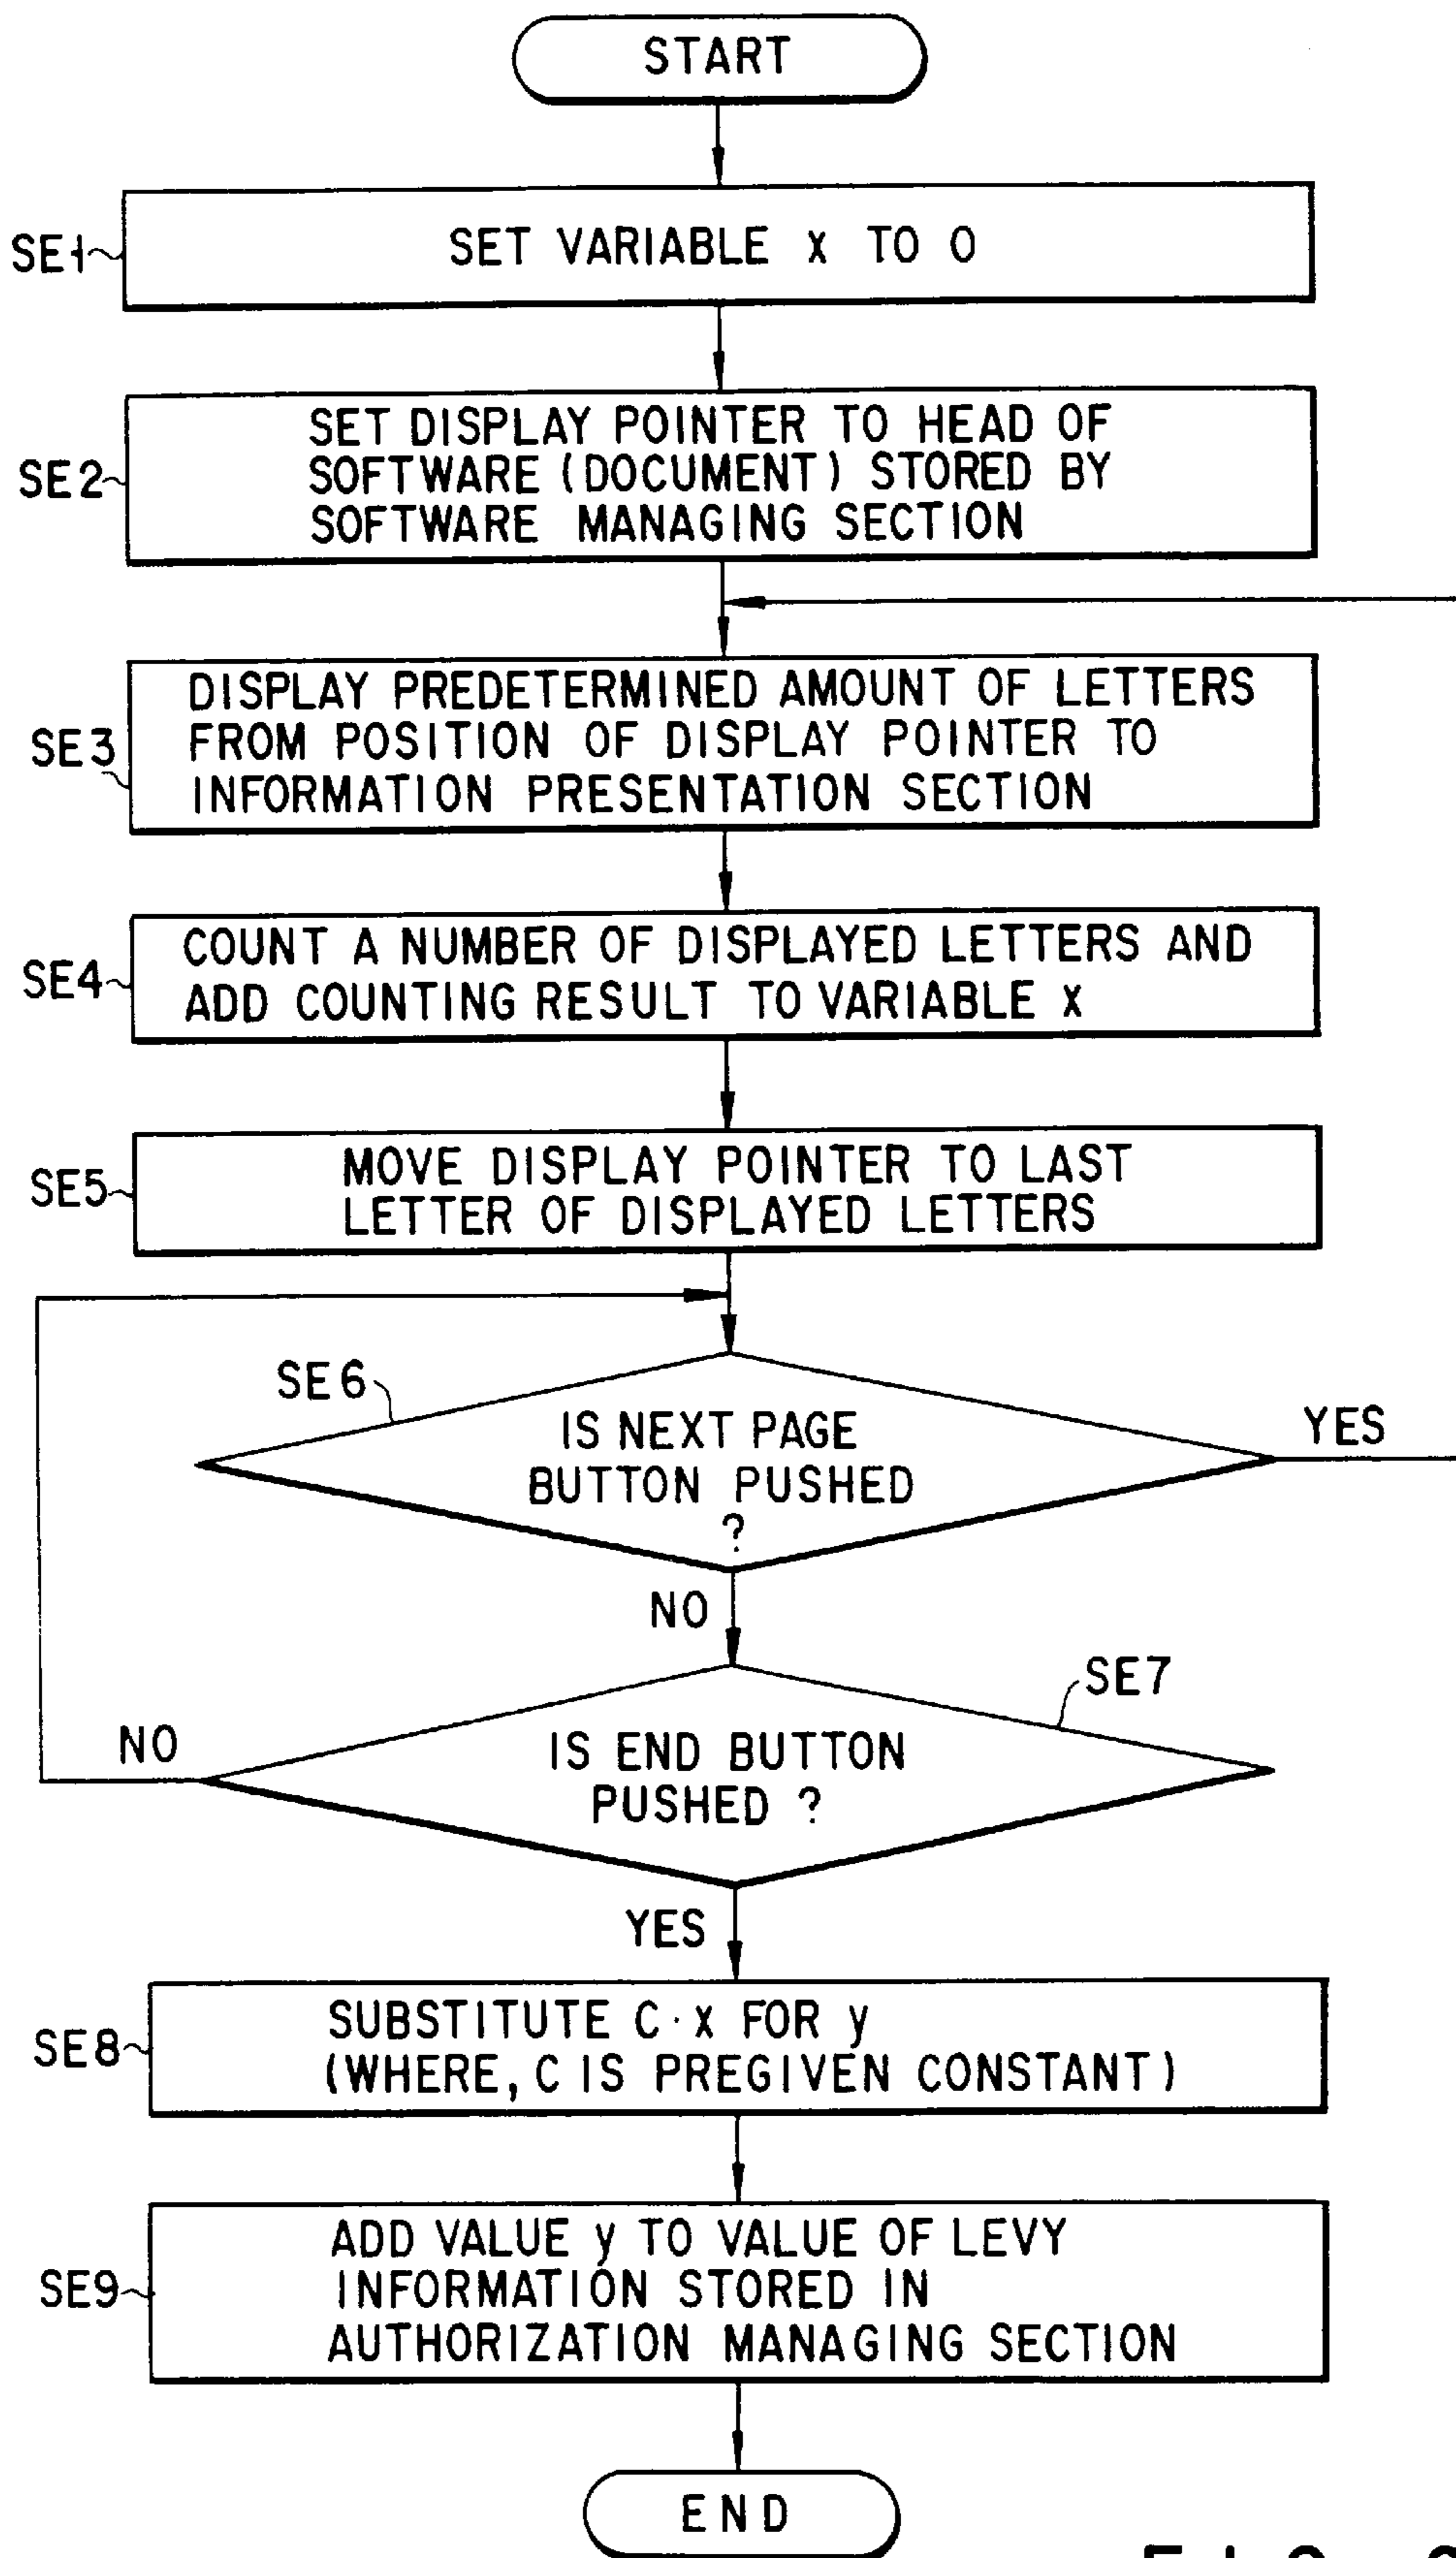 START
SE1
SET VARIABLE x TO 0
SE2
SET DISPLAY POINTER TO HEAD OF
SOFTWARE (DOCUMENT) STORED BY
SOFTWARE MANAGING SECTION
SE3
DISPLAY PREDETERMINED AMOUNT OF LETTERS
FROM POSITION OF DISPLAY POINTER TO
INFORMATION PRESENTATION SECTION
SE4
COUNT A NUMBER OF DISPLAYED LETTERS AND
ADD COUNTING RESULT TO VARIABLE x
SE5
MOVE DISPLAY POINTER TO LAST
LETTER OF DISPLAYED LETTERS
SE6
IS NEXT PAGE
BUTTON PUSHED
?
YES
NO
SE7
IS END BUTTON
PUSHED ?
NO
YES
SE8
SUBSTITUTE C·x FOR y
(WHERE, C IS PREGIVEN CONSTANT)
SE9
ADD VALUE y TO VALUE OF LEVY
INFORMATION STORED IN
AUTHORIZATION MANAGING SECTION
END